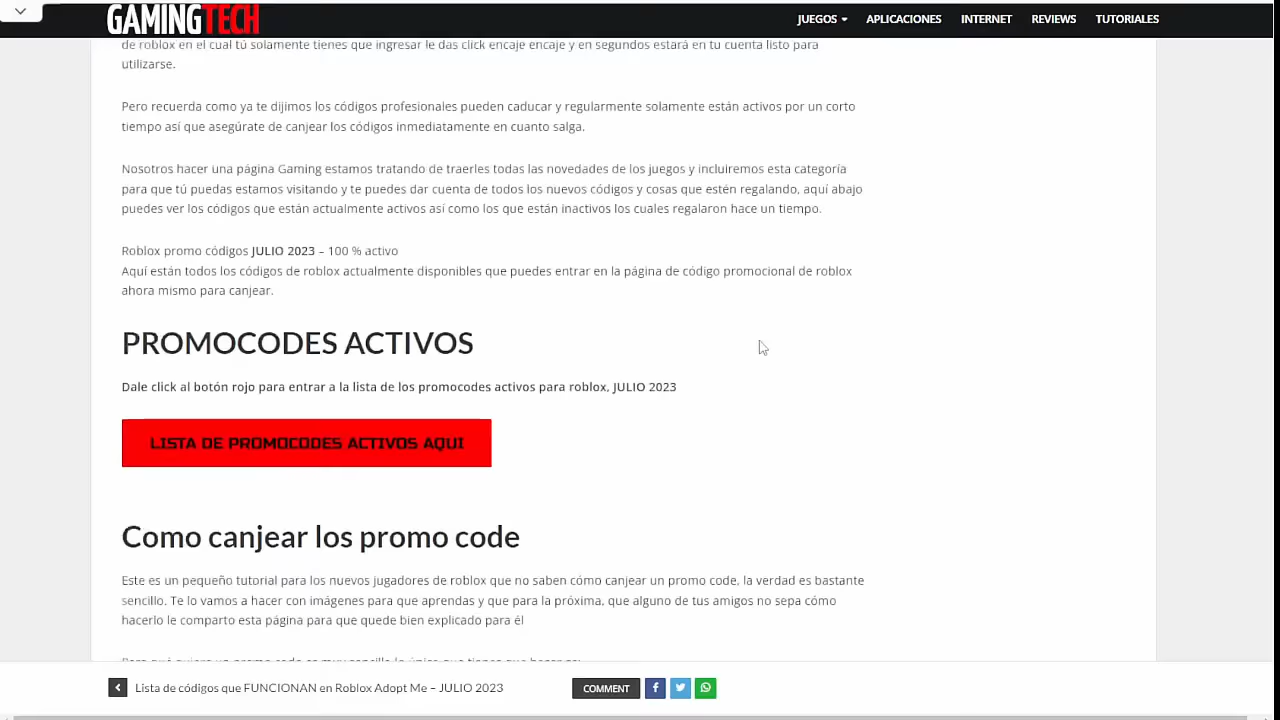 GAMINGTECH
JUEGOS APLICACIONES INTERNET REVIEWS TUTORIALES
de roblox en el cual tú solamente tienes que ingresar le das click encaje encaje y en segundos estará en tu cuenta listo para
utilizarse.
Pero recuerda como ya te dijimos los códigos profesionales pueden caducar y regularmente solamente están activos por un corto
tiempo así que asegúrate de canjear los códigos inmediatamente en cuanto salga.
Nosotros hacer una página Gaming estamos tratando de traerles todas las novedades de los juegos y incluiremos esta categoría
para que tú puedas estamos visitando y te puedes dar cuenta de todos los nuevos códigos y cosas que estén regalando, aquí abajo
puedes ver los códigos que están actualmente activos así como los que están inactivos los cuales regalaron hace un tiempo.
Roblox promo códigos JULIO 2023 – 100 % activo
Aquí están todos los códigos de roblox actualmente disponibles que puedes entrar en la página de código promocional de roblox
ahora mismo para canjear.
PROMOCODES ACTIVOS
Dale click al botón rojo para entrar a la lista de los promocodes activos para roblox, JULIO 2023
LISTA DE PROMOCODES ACTIVOS AQUI
Como canjear los promo code
Este es un pequeño tutorial para los nuevos jugadores de roblox que no saben cómo canjear un promo code, la verdad es bastante
sencillo. Te lo vamos a hacer con imágenes para que aprendas y que para la próxima, que alguno de tus amigos no sepa cómo
hacerlo le comparto esta página para que quede bien explicado para él
Lista de códigos que FUNCIONAN en Roblox Adopt Me – JULIO 2023
COMMENT